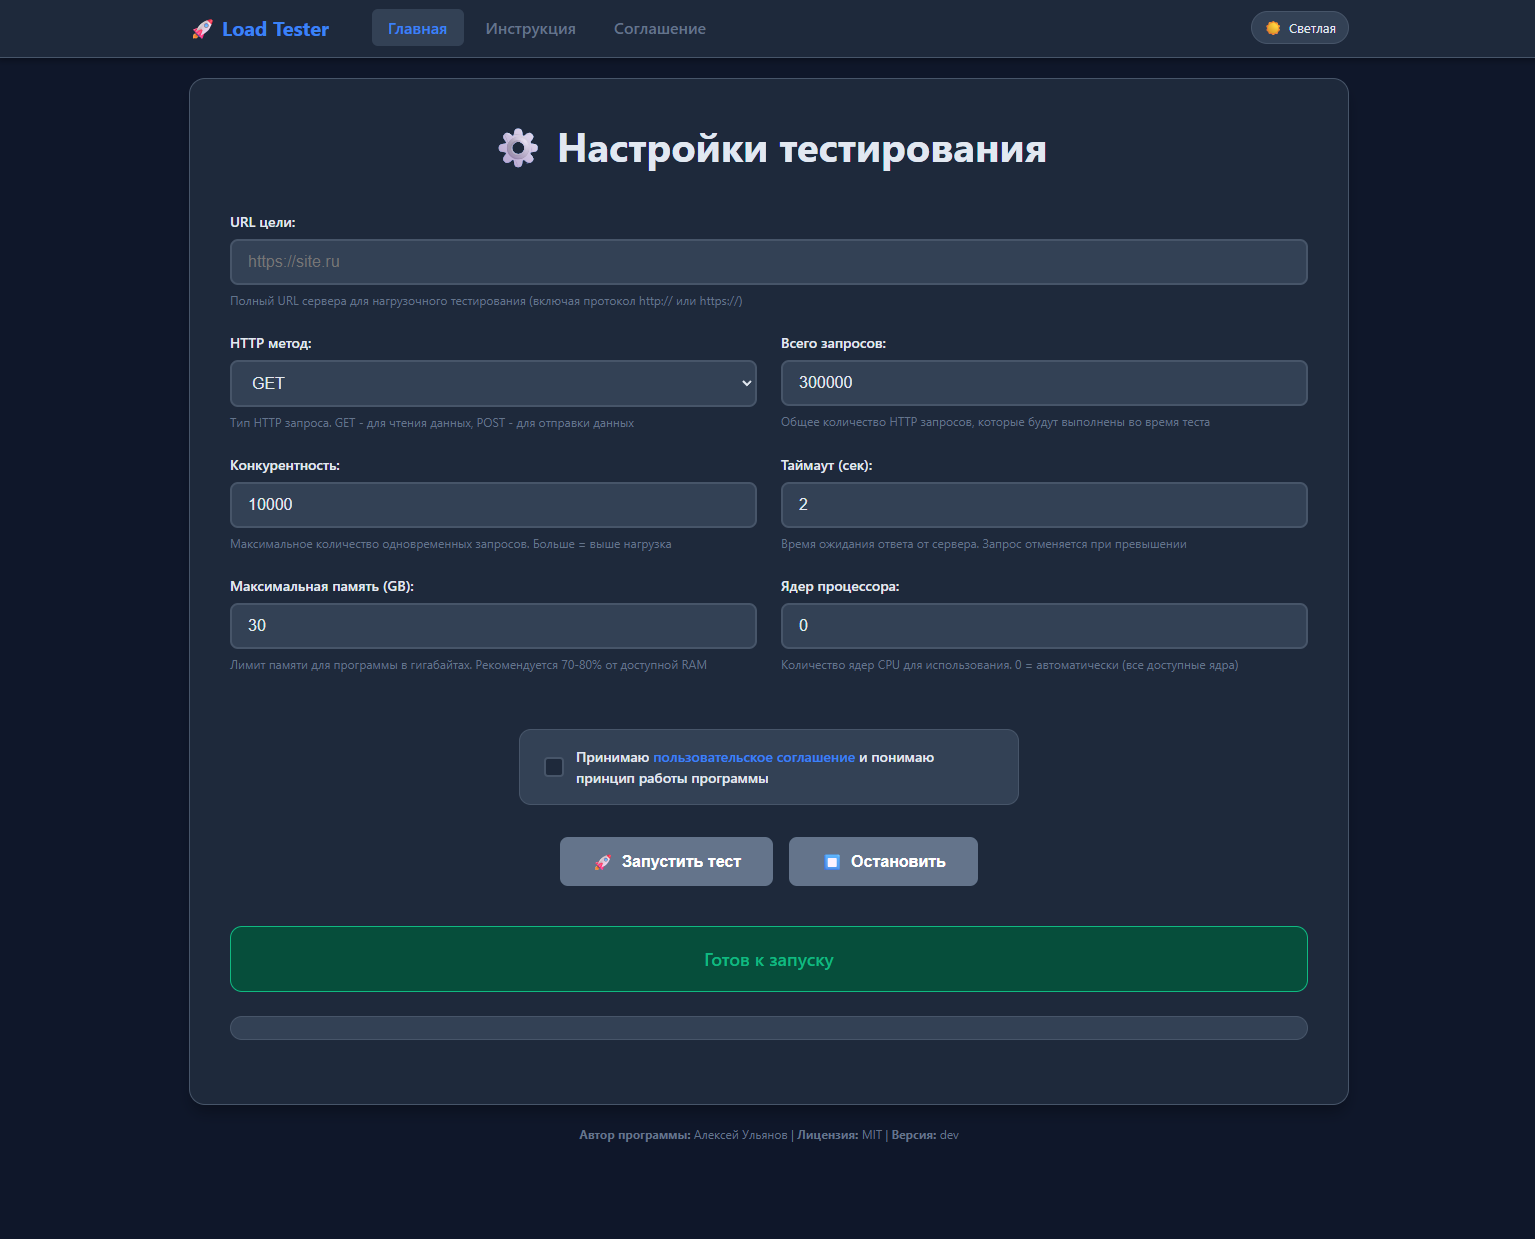 Load Tester
Главная
Инструкция
Соглашение
Светлая
Настройки тестирования
URL цели:
https://site.ru
Полный URL сервера для нагрузочного тестирования (включая протокол http:// или https://)
HTTP метод:
Всего запросов:
GET
300000
Тип HTTP запроса. GET - для чтения данных, POST - для отправки данных
Общее количество HTTP запросов, которые будут выполнены во время теста
Конкурентность:
Таймаут (сек):
10000
2
Максимальное количество одновременных запросов. Больше = выше нагрузка
Время ожидания ответа от сервера. Запрос отменяется при превышении
Максимальная память (GB):
Ядер процессора:
30
0
Лимит памяти для программы в гигабайтах. Рекомендуется 70-80% от доступной RAM
Количество ядер CPU для использования. 0 = автоматически (все доступные ядра)
Принимаю пользовательское соглашение и понимаю
принцип работы программы
Запустить тест
Остановить
Готов к запуску
Автор программы: Алексей Ульянов | Лицензия: MIT | Версия: dev